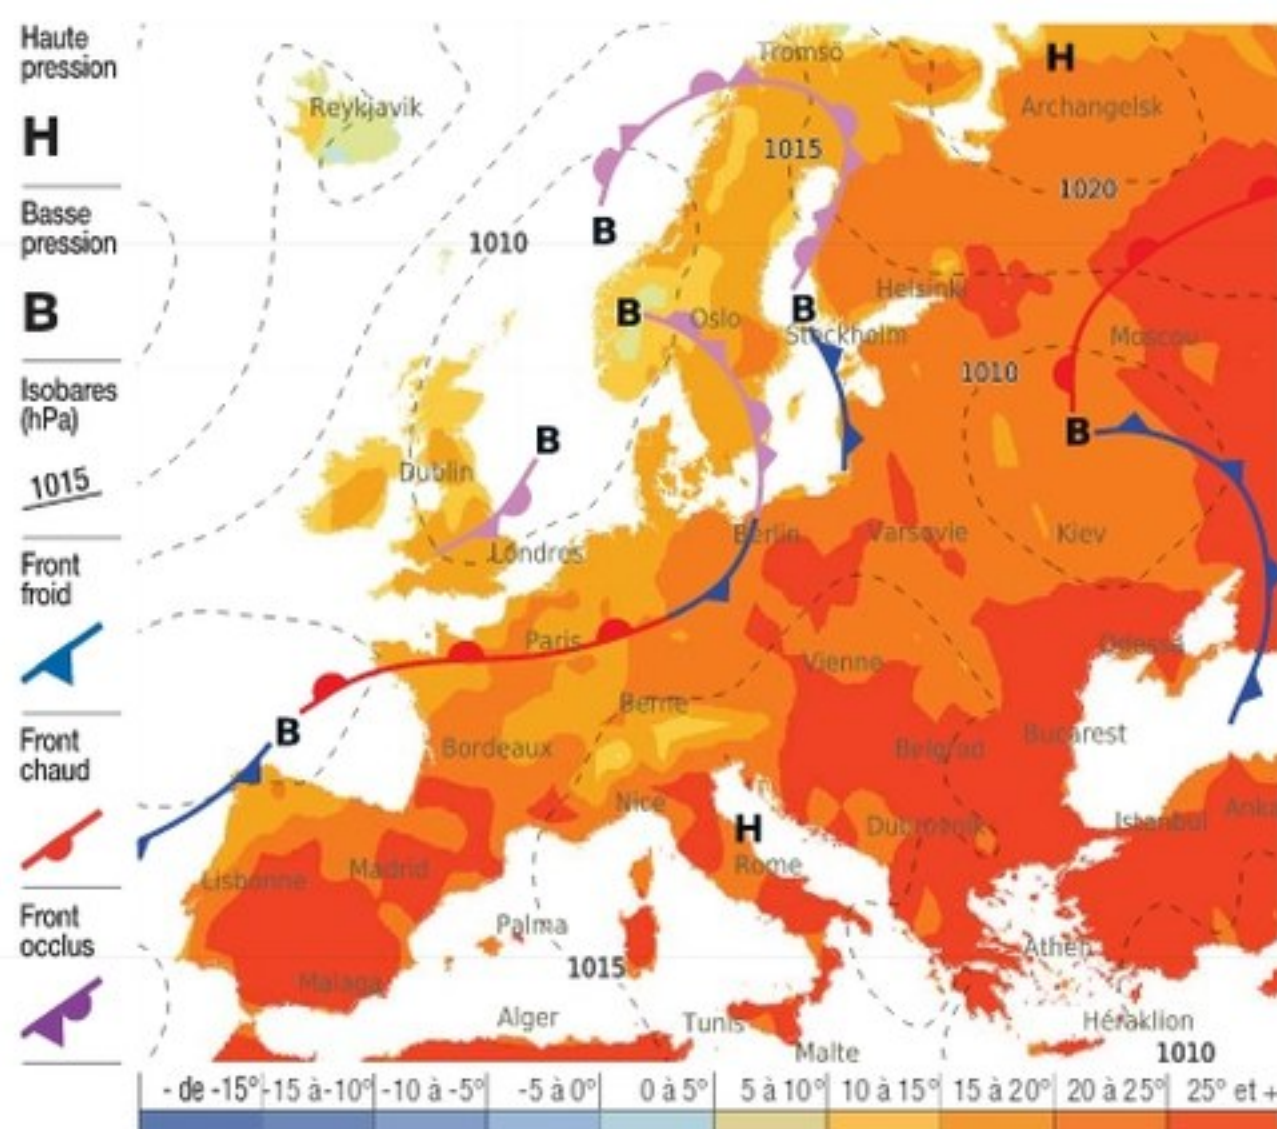 Haute
pression
H
Basse
pression
B
Isobares
(hPa)
1015
Front
froid
Front
chaud
Front
occlus
Tromsö
H
Reykjavik
Archangelsk
1015
1020
B
1010
Helsinki
B
Oslo
B
Stockholm
Moscou
1010
B
B
Dublin
Londres
Berlin
Varsovie
Kiev
Paris
Vienne
Odessa
Berne
B
Bordeaux
Belgrad
Bucarest
Nice
H
Dubrovnik
Istanbul
Anka
Rome
Lisbonne
Madrid
Palma
Athen
1015
Malaga
Alger
Tunis
Héraklion
Malte
1010
- de -15° -15 à-10° -10 à -5° -5 à 0° 0 à 5° 5 à 10° 10 à 15° 15 à 20° 20 à 25° 25° et +